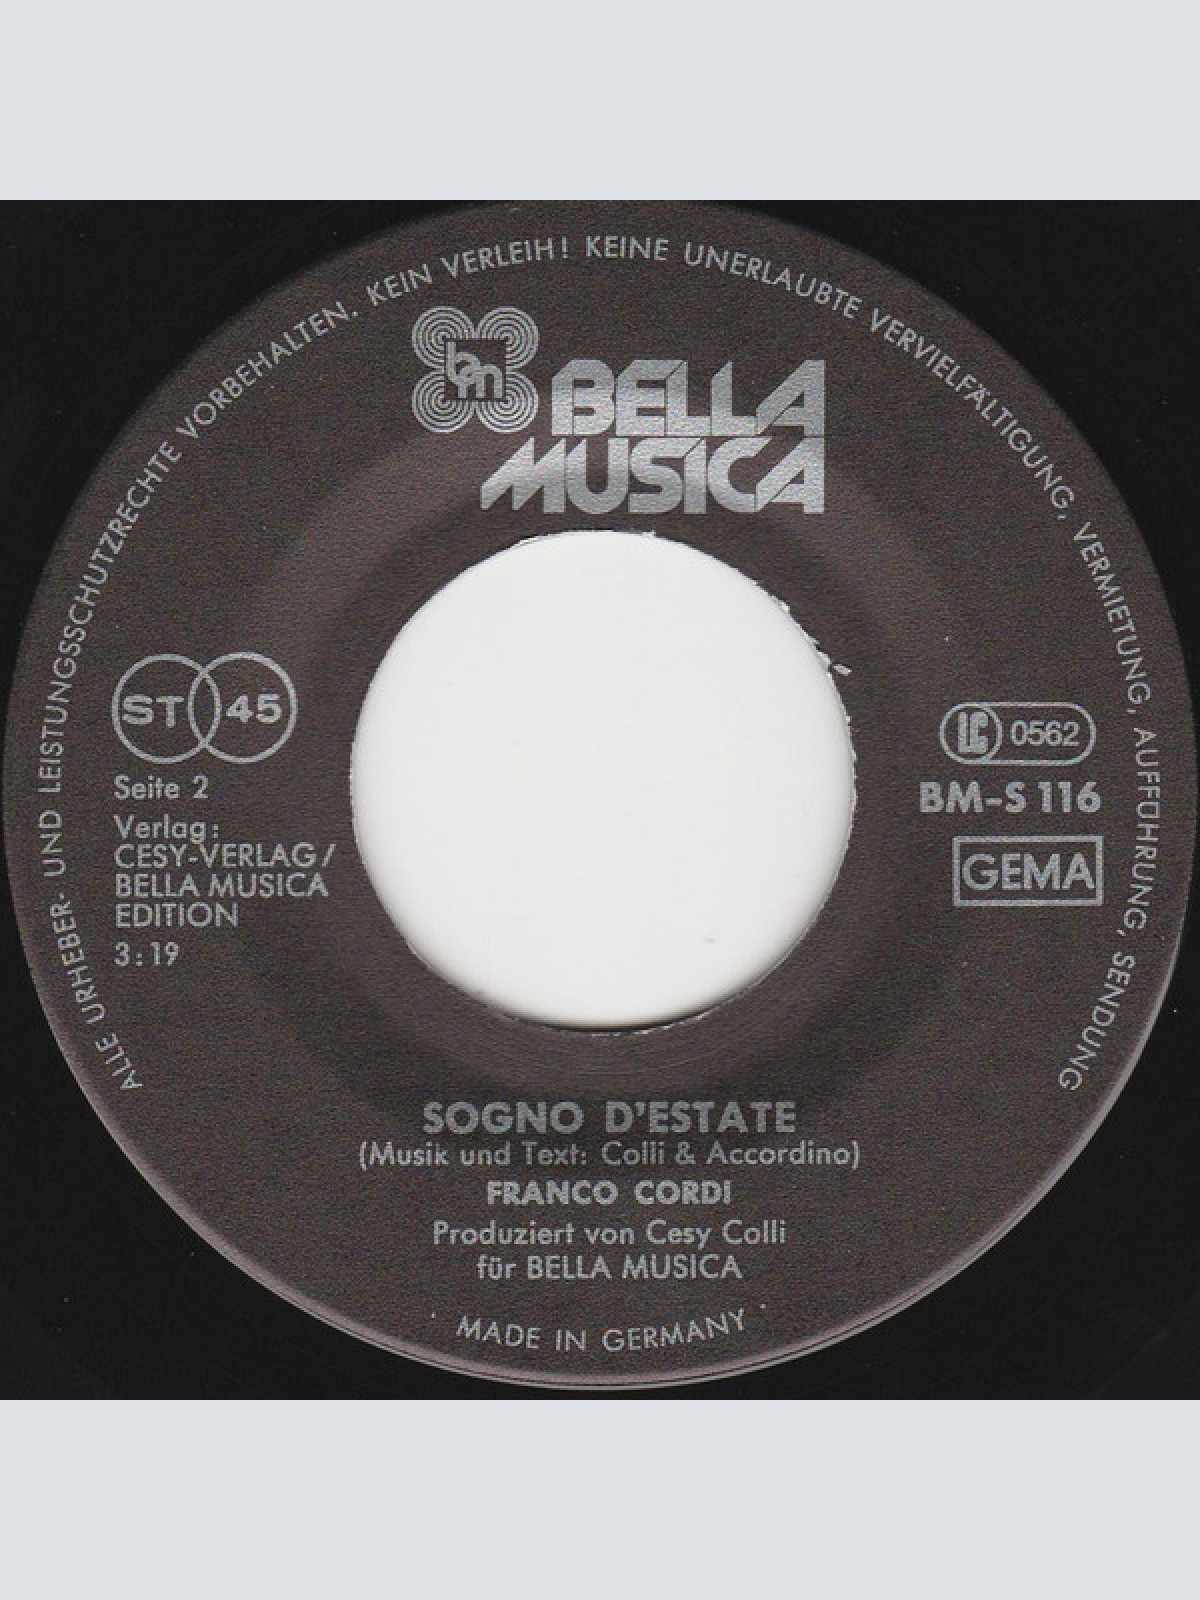 ALLE URHEBER- UND LEISTUNGSSCHUTZRECHTE VORBEHALTEN. KEIN VERLEIH! KEINE UNERLAUBTE VERVIELFÄLTIGUNG, VERMIETUNG, AUFFÜHRUNG, SENDUNG
bm
BELLA
MUSICA
ST 45
Seite 2
Verlag:
CESY-VERLAG/
BELLA MUSICA
EDITION
3:19
LC 0562
BM-S 116
GEMA
SOGNO D'ESTATE
(Musik und Text: Colli & Accordino)
FRANCO CORDI
Produziert von Cesy Colli
für BELLA MUSICA
· MADE IN GERMANY ·